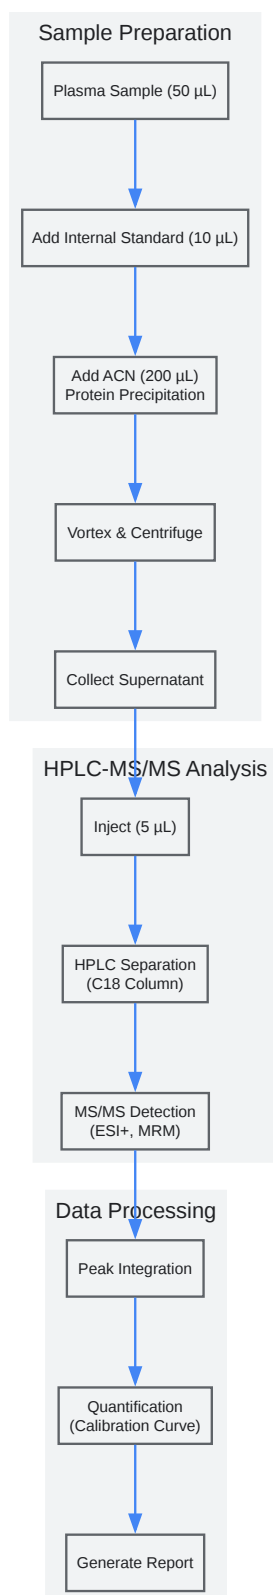 Sample Preparation
Plasma Sample (50 µL)
Add Internal Standard (10 µL)
Add ACN (200 µL)
Protein Precipitation
Vortex & Centrifuge
Collect Supernatant
HPLC-MS/MS Analysis
Inject (5 µL)
HPLC Separation
(C18 Column)
MS/MS Detection
(ESI+, MRM)
Data Processing
Peak Integration
Quantification
(Calibration Curve)
Generate Report